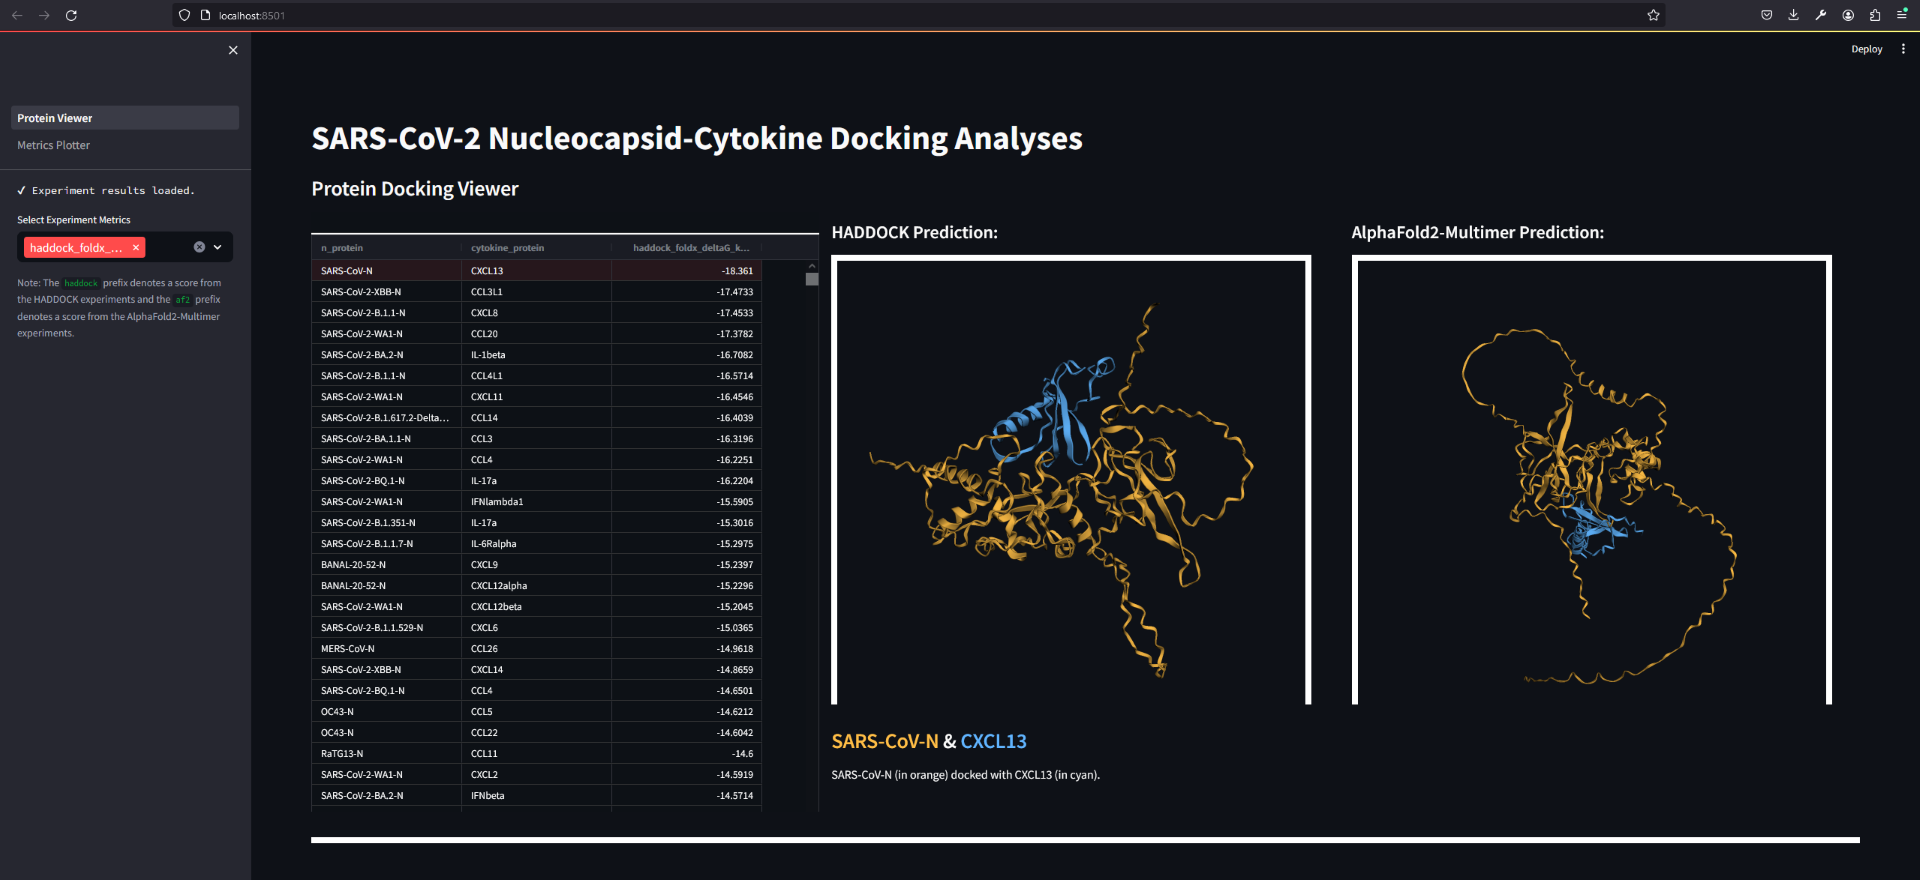 localhost:8501
Deploy
Protein Viewer
Metrics Plotter
✓ Experiment results loaded.
Select Experiment Metrics
haddock_foldx_...
Note: The haddock prefix denotes a score from
the HADDOCK experiments and the af2 prefix
denotes a score from the AlphaFold2-Multimer
experiments.
SARS-CoV-2 Nucleocapsid-Cytokine Docking Analyses
Protein Docking Viewer
n_protein cytokine_protein haddock_foldx_deltaG_k...
SARS-CoV-N CXCL13 -18.361
SARS-CoV-2-XBB-N CCL3L1 -17.4733
SARS-CoV-2-B.1.1-N CXCL8 -17.4533
SARS-CoV-2-WA1-N CCL20 -17.3782
SARS-CoV-2-BA.2-N IL-1beta -16.7082
SARS-CoV-2-B.1.1-N CCL4L1 -16.5714
SARS-CoV-2-WA1-N CXCL11 -16.4546
SARS-CoV-2-B.1.617.2-Delta... CCL14 -16.4039
SARS-CoV-2-BA.1.1-N CCL3 -16.3196
SARS-CoV-2-WA1-N CCL4 -16.2251
SARS-CoV-2-BQ.1-N IL-17a -16.2204
SARS-CoV-2-WA1-N IFNlambda1 -15.5905
SARS-CoV-2-B.1.351-N IL-17a -15.3016
SARS-CoV-2-B.1.1.7-N IL-6Ralpha -15.2975
BANAL-20-52-N CXCL9 -15.2397
BANAL-20-52-N CXCL12alpha -15.2296
SARS-CoV-2-WA1-N CXCL12beta -15.2045
SARS-CoV-2-B.1.1.529-N CXCL6 -15.0365
MERS-CoV-N CCL26 -14.9618
SARS-CoV-2-XBB-N CXCL14 -14.8659
SARS-CoV-2-BQ.1-N CCL4 -14.6501
OC43-N CCL5 -14.6212
OC43-N CCL22 -14.6042
RaTG13-N CCL11 -14.6
SARS-CoV-2-WA1-N CXCL2 -14.5919
SARS-CoV-2-BA.2-N IFNbeta -14.5714
HADDOCK Prediction:
AlphaFold2-Multimer Prediction:
SARS-CoV-N & CXCL13
SARS-CoV-N (in orange) docked with CXCL13 (in cyan).